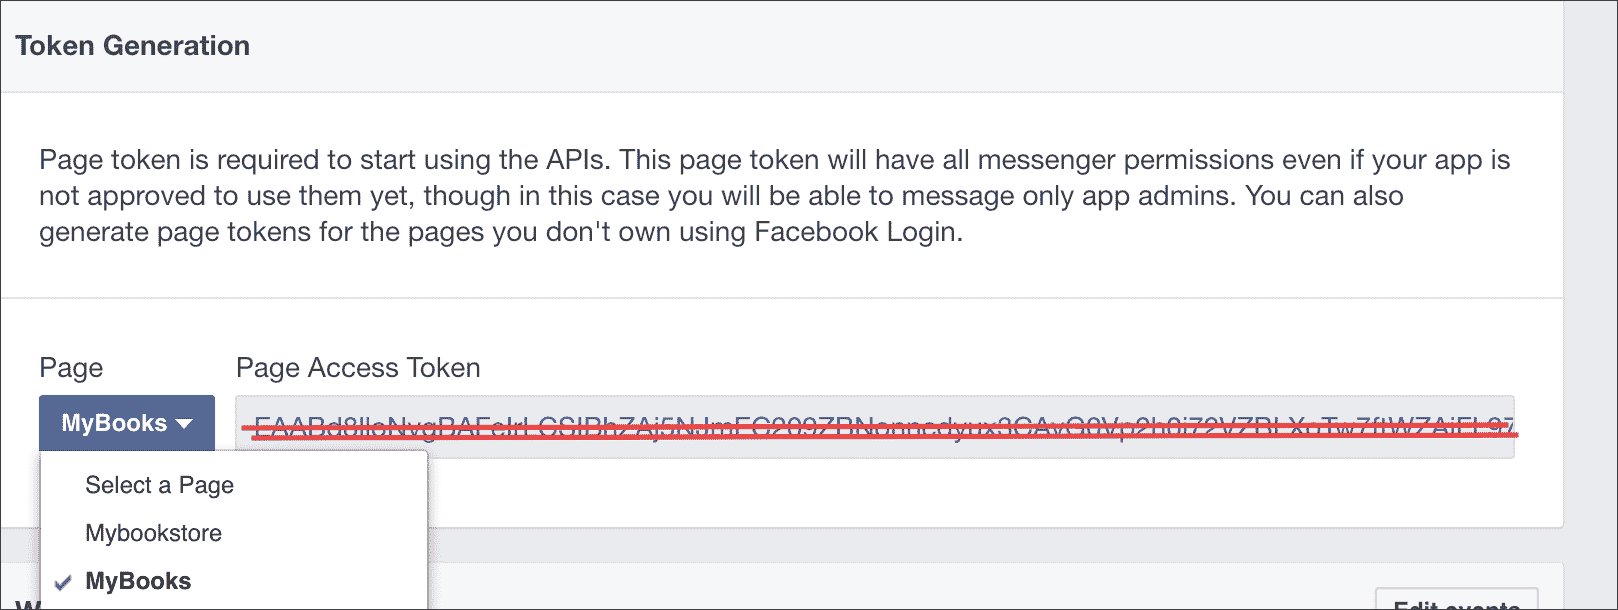 Token Generation
Page token is required to start using the APIs. This page token will have all messenger permissions even if your app is
not approved to use them yet, though in this case you will be able to message only app admins. You can also
generate page tokens for the pages you don't own using Facebook Login.
Page
Page Access Token
MyBooks
Select a Page
Mybookstore
MyBooks
Edit events